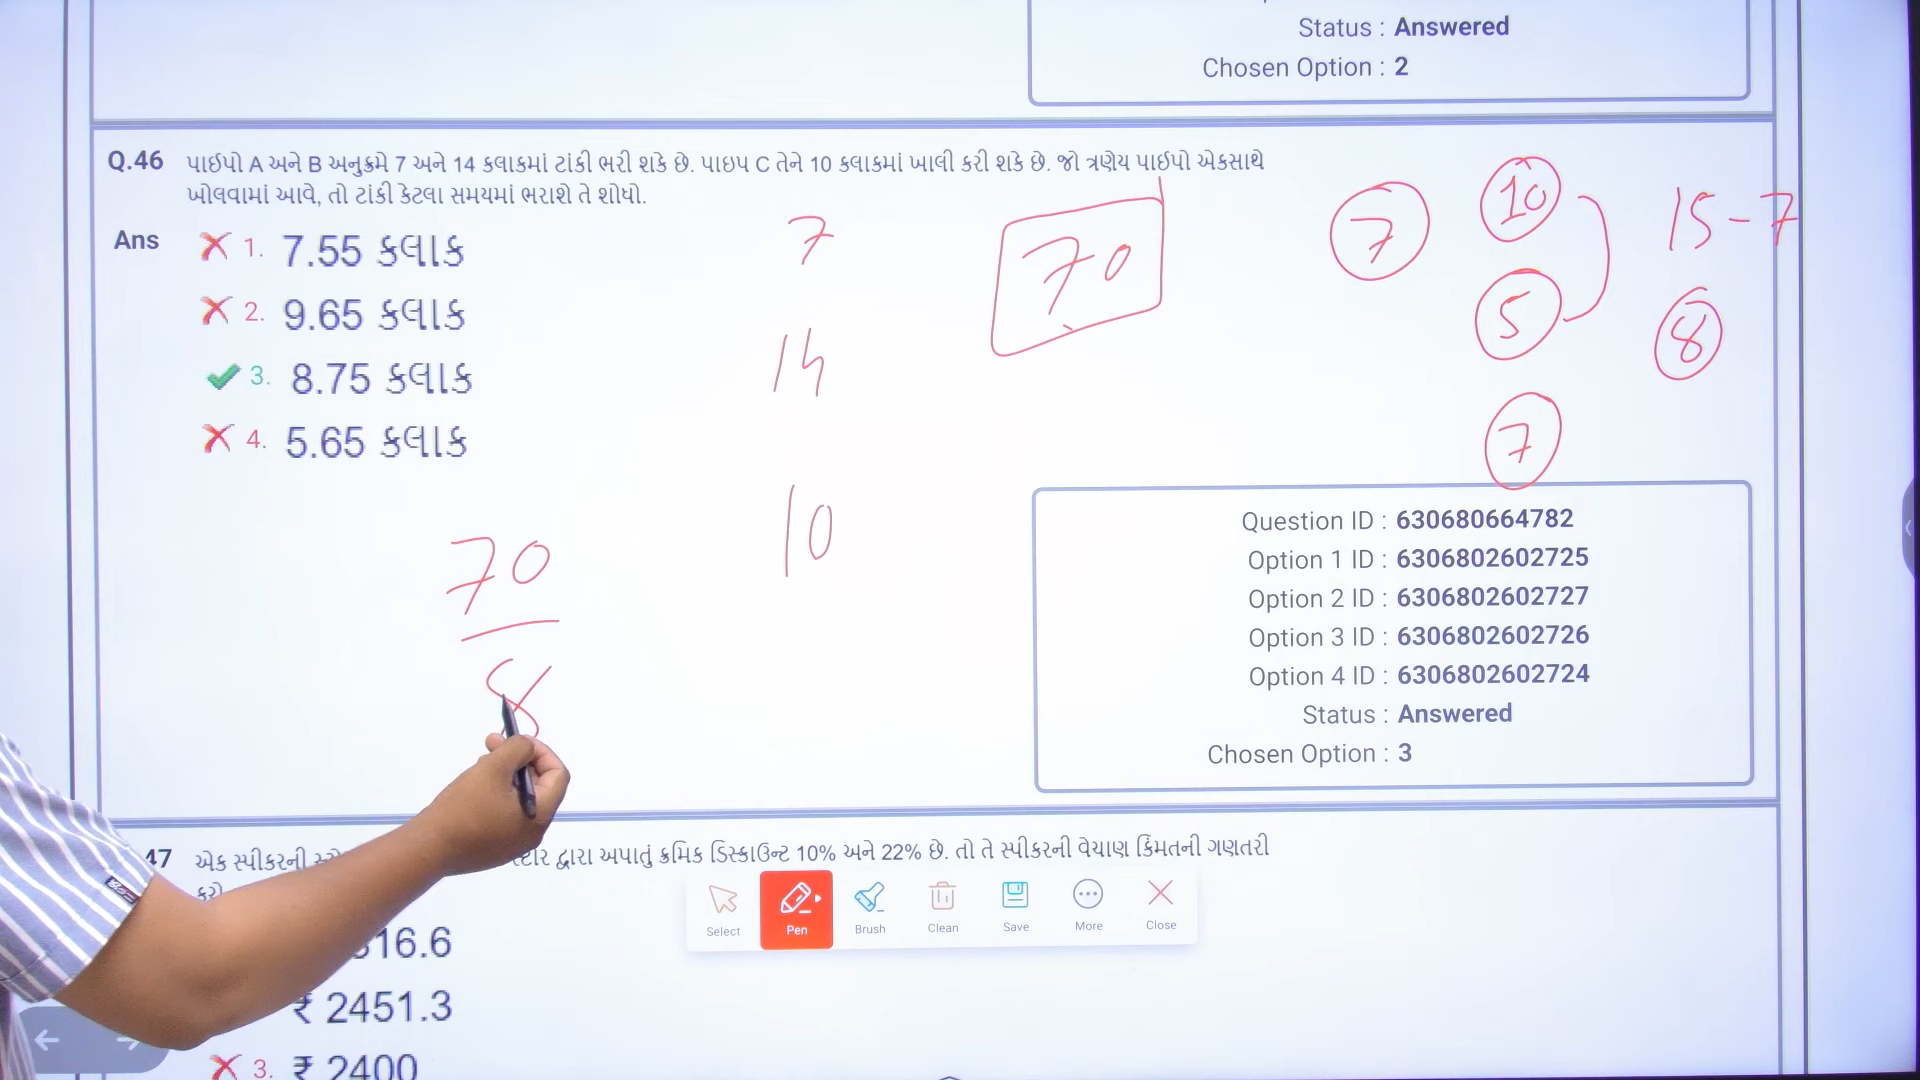 Status : Answered
Chosen Option : 2
Q.46 પાઈપો A અને B અનુક્રમે 7 અને 14 કલાકમાં ટાંકી ભરી શકે છે. પાઇપ C તેને 10 કલાકમાં ખાલી કરી શકે છે. જો ત્રણેય પાઈપો એકસાથે
ખોલવામાં આવે, તો ટાંકી કેટલા સમયમાં ભરાશે તે શોધો.
Ans 1. 7.55 કલાક
2. 9.65 કલાક
3. 8.75 કલાક
4. 5.65 કલાક
7
14
10
70
7
10
5
7
15-7
8
70
8
Question ID : 630680664782
Option 1 ID : 6306802602725
Option 2 ID : 6306802602727
Option 3 ID : 6306802602726
Option 4 ID : 6306802602724
Status : Answered
Chosen Option : 3
47 એક સ્પીકરની દ્વારા અપાતું ક્રમિક ડિસ્કાઉન્ટ 10% અને 22% છે. તો તે સ્પીકરની વેચાણ કિંમતની ગણતરી
કરો
16.6
₹ 2451.3
3. ₹ 2400
Select
Pen
Brush
Clean
Save
More
Close